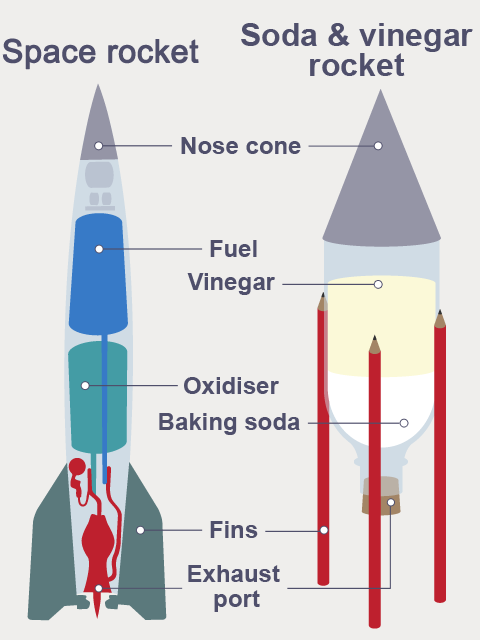 Space rocket
Soda & vinegar
rocket
Nose cone
Fuel
Vinegar
Oxidiser
Baking soda
Fins
Exhaust
port